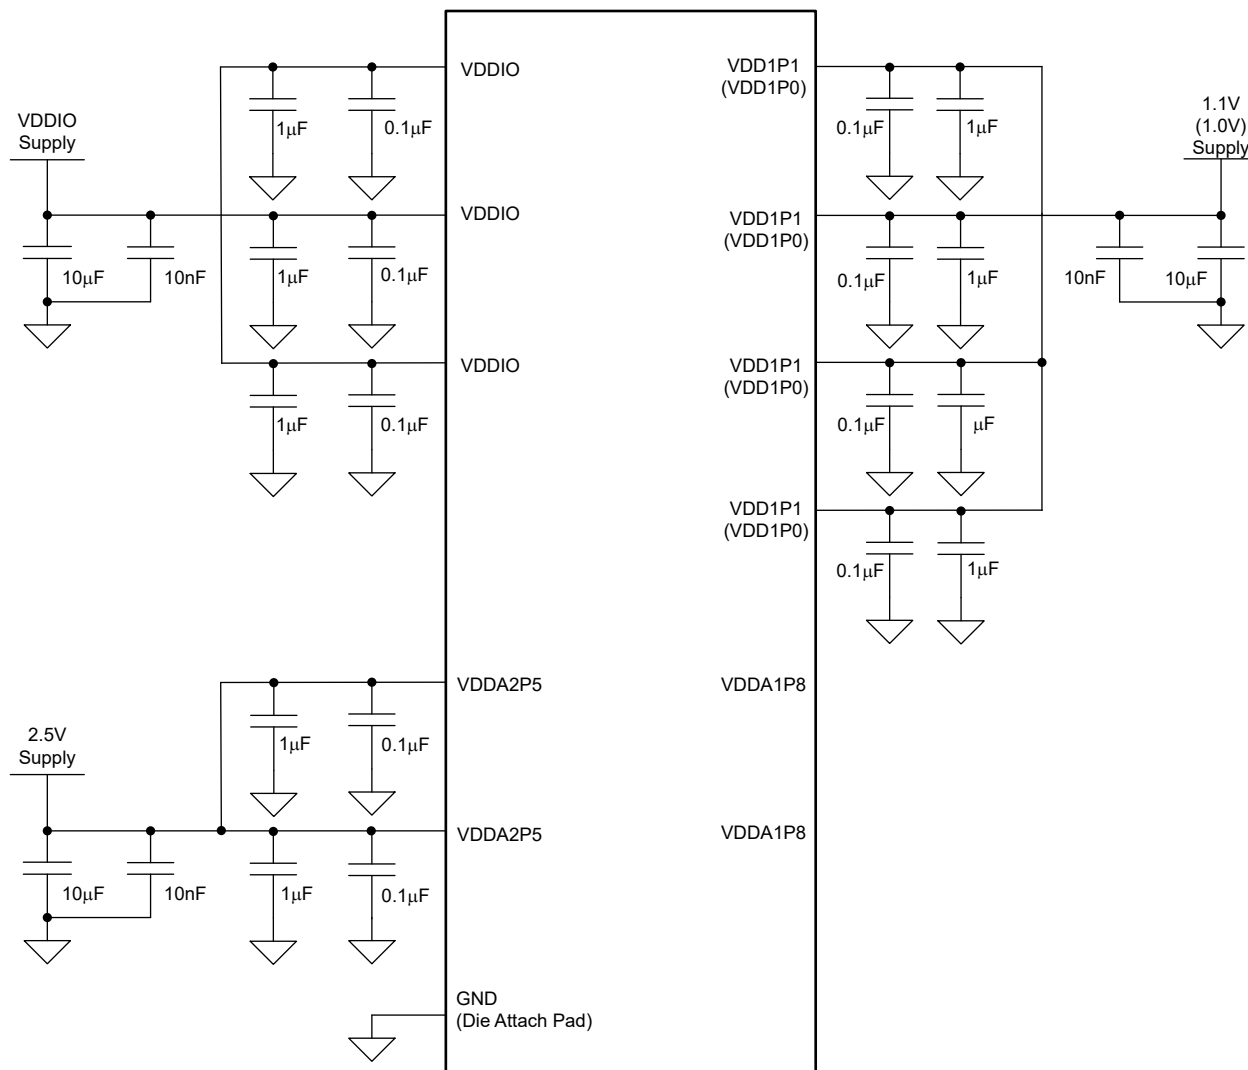 VDDIO
Supply
10μF
10nF
1μF
0.1μF
VDDIO
1μF
0.1μF
VDDIO
1μF
0.1μF
VDDIO
2.5V
Supply
10μF
10nF
1μF
0.1μF
VDDA2P5
1μF
0.1μF
VDDA2P5
GND
(Die Attach Pad)
VDD1P1
(VDD1P0)
0.1μF
1μF
VDD1P1
(VDD1P0)
0.1μF
1μF
VDD1P1
(VDD1P0)
0.1μF
μF
VDD1P1
(VDD1P0)
0.1μF
1μF
1.1V
(1.0V)
Supply
10nF
10μF
VDDA1P8
VDDA1P8